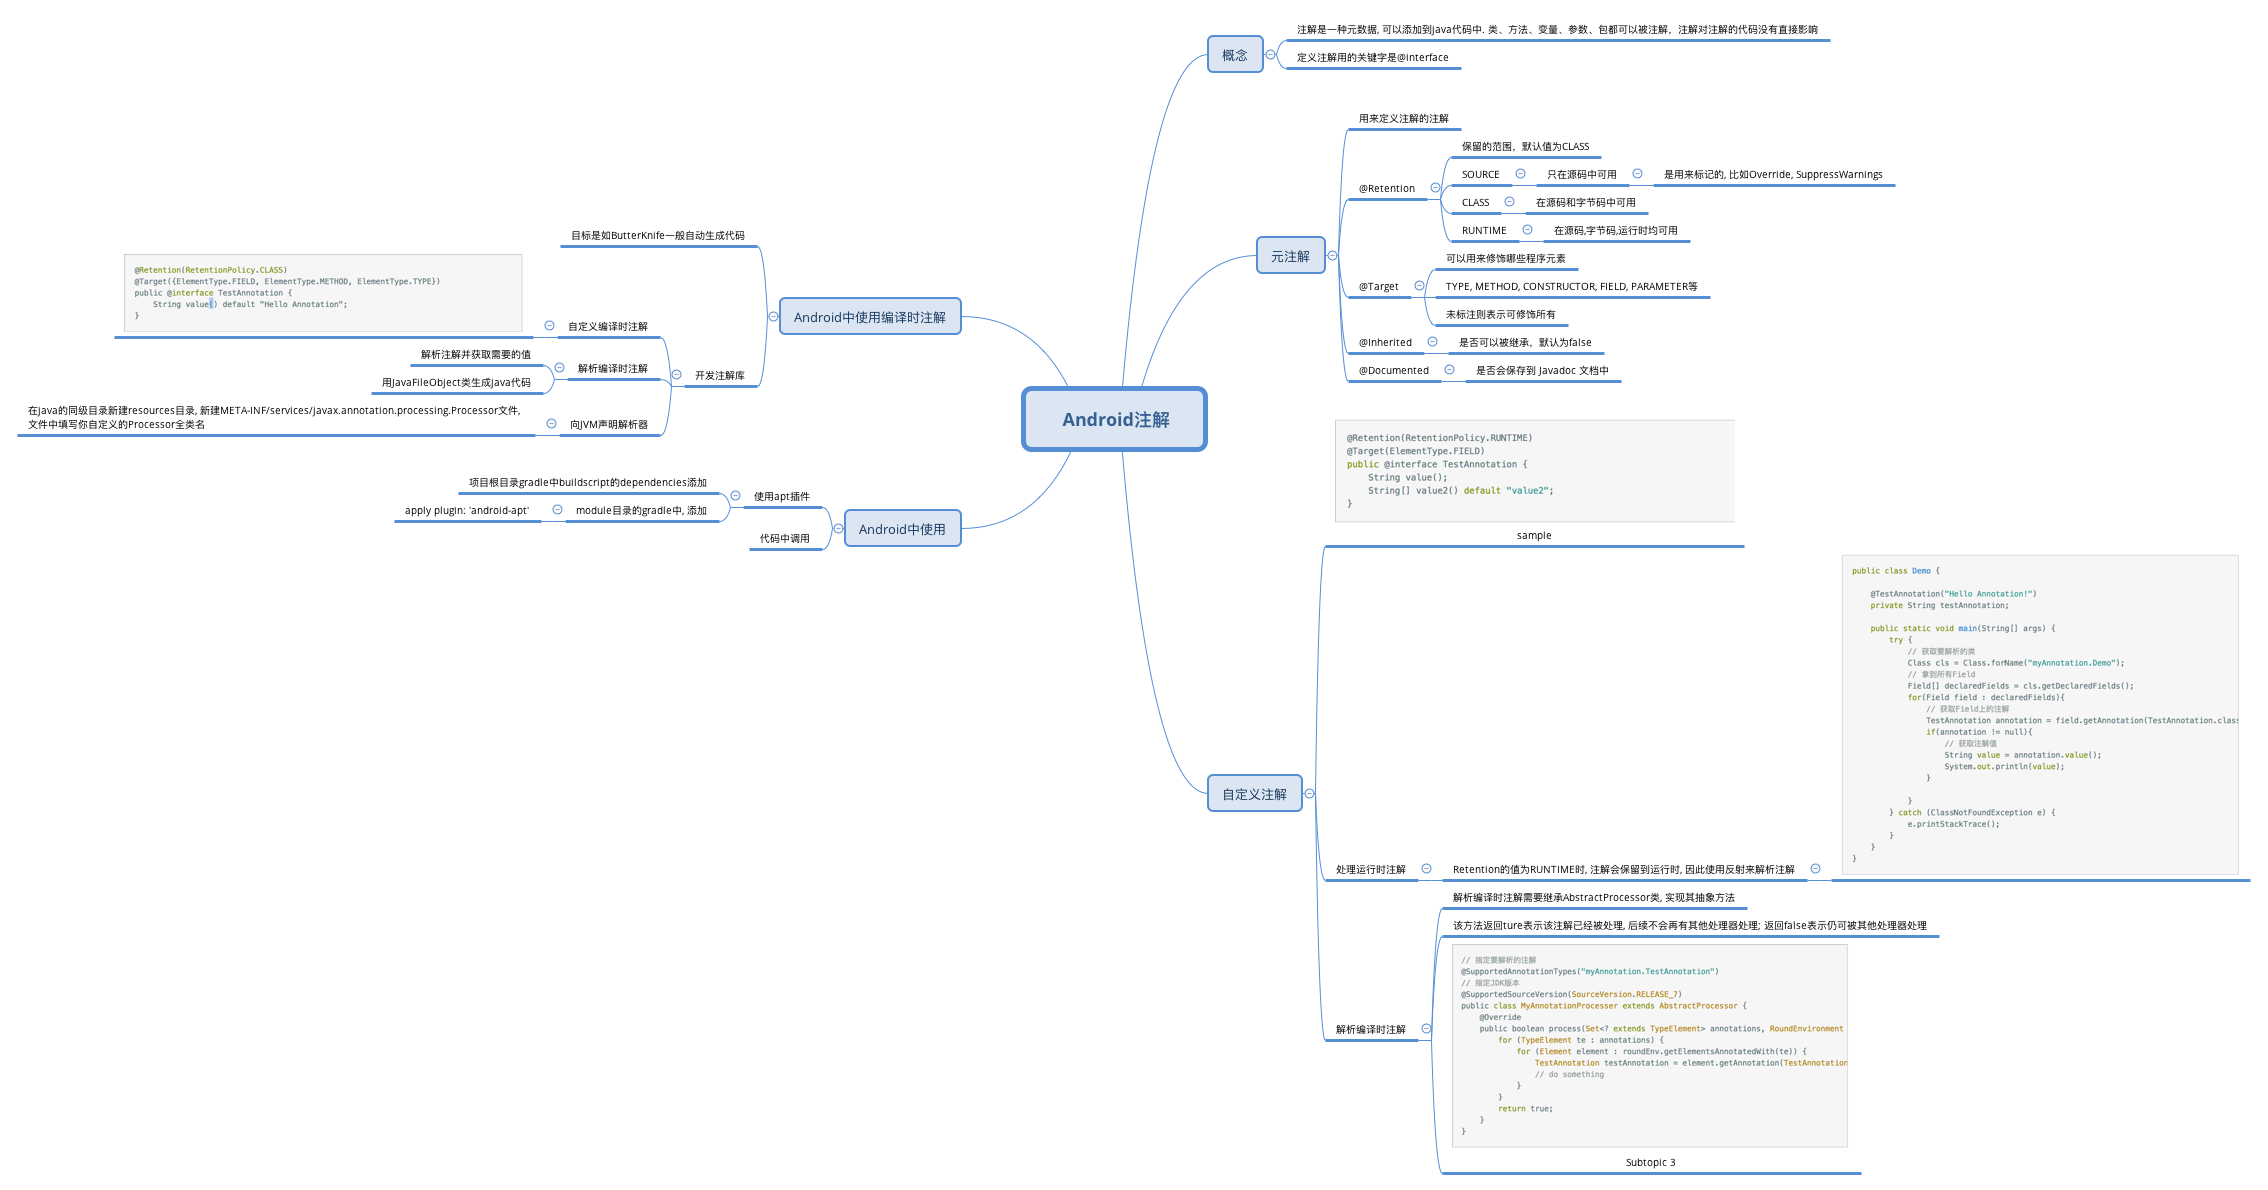 Android注解
概念
注解是一种元数据, 可以添加到java代码中. 类、方法、变量、参数、包都可以被注解，注解对注解的代码没有直接影响
定义注解用的关键字是@interface
元注解
用来定义注解的注解
@Retention
保留的范围，默认值为CLASS
SOURCE
只在源码中可用
是用来标记的, 比如Override, SuppressWarnings
CLASS
在源码和字节码中可用
RUNTIME
在源码,字节码,运行时均可用
@Target
可以用来修饰哪些程序元素
TYPE, METHOD, CONSTRUCTOR, FIELD, PARAMETER等
未标注则表示可修饰所有
@Inherited
是否可以被继承，默认为false
@Documented
是否会保存到 Javadoc 文档中
自定义注解
@Retention(RetentionPolicy.RUNTIME)
@Target(ElementType.FIELD)
public @interface TestAnnotation {
String value();
String[] value2() default "value2";
}
sample
处理运行时注解
Retention的值为RUNTIME时, 注解会保留到运行时, 因此使用反射来解析注解
public class Demo {
@TestAnnotation("Hello Annotation!")
private String testAnnotation;
public static void main(String[] args) {
try {
// 获取要解析的类
Class cls = Class.forName("myAnnotation.Demo");
// 拿到所有Field
Field[] declaredFields = cls.getDeclaredFields();
for(Field field : declaredFields){
// 获取Field上的注解
TestAnnotation annotation = field.getAnnotation(TestAnnotation.class
if(annotation != null){
// 获取注解值
String value = annotation.value();
System.out.println(value);
}
}
} catch (ClassNotFoundException e) {
e.printStackTrace();
}
}
}
解析编译时注解
解析编译时注解需要继承AbstractProcessor类, 实现其抽象方法
该方法返回ture表示该注解已经被处理, 后续不会再有其他处理器处理; 返回false表示仍可被其他处理器处理
// 指定要解析的注解
@SupportedAnnotationTypes("myAnnotation.TestAnnotation")
// 指定JDK版本
@SupportedSourceVersion(SourceVersion.RELEASE_7)
public class MyAnnotationProcesser extends AbstractProcessor {
@Override
public boolean process(Set<? extends TypeElement> annotations, RoundEnvironment
for (TypeElement te : annotations) {
for (Element element : roundEnv.getElementsAnnotatedWith(te)) {
TestAnnotation testAnnotation = element.getAnnotation(TestAnnotation
// do something
}
}
return true;
}
}
Subtopic 3
Android中使用编译时注解
目标是如ButterKnife一般自动生成代码
开发注解库
自定义编译时注解
@Retention(RetentionPolicy.CLASS)
@Target({ElementType.FIELD, ElementType.METHOD, ElementType.TYPE})
public @interface TestAnnotation {
String value() default "Hello Annotation";
}
解析编译时注解
解析注解并获取需要的值
用JavaFileObject类生成java代码
向JVM声明解析器
在java的同级目录新建resources目录, 新建META-INF/services/javax.annotation.processing.Processor文件,
文件中填写你自定义的Processor全类名
Android中使用
使用apt插件
项目根目录gradle中buildscript的dependencies添加
module目录的gradle中, 添加
apply plugin: 'android-apt'
代码中调用